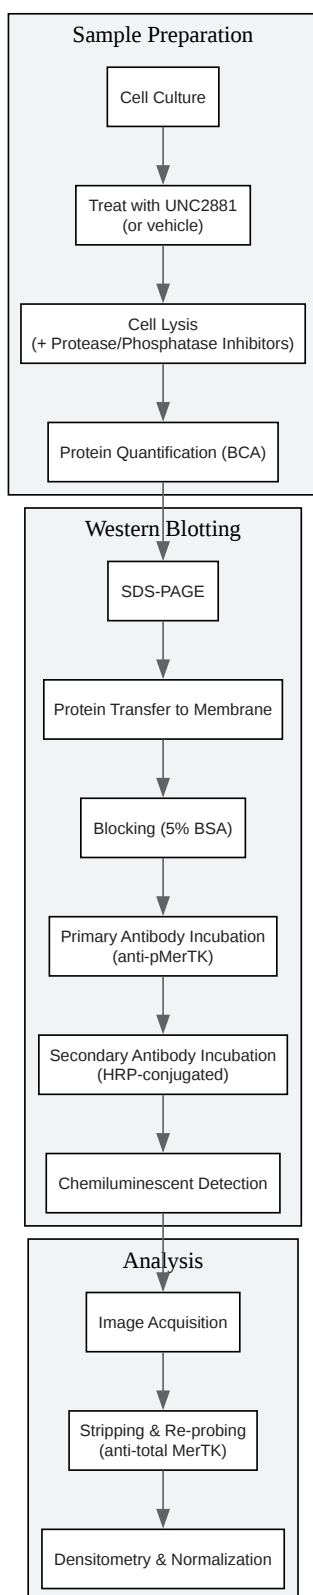 Sample Preparation
Cell Culture
Treat with UNC2881
(or vehicle)
Cell Lysis
(+ Protease/Phosphatase Inhibitors)
Protein Quantification (BCA)
Western Blotting
SDS-PAGE
Protein Transfer to Membrane
Blocking (5% BSA)
Primary Antibody Incubation
(anti-pMerTK)
Secondary Antibody Incubation
(HRP-conjugated)
Chemiluminescent Detection
Analysis
Image Acquisition
Stripping & Re-probing
(anti-total MerTK)
Densitometry & Normalization